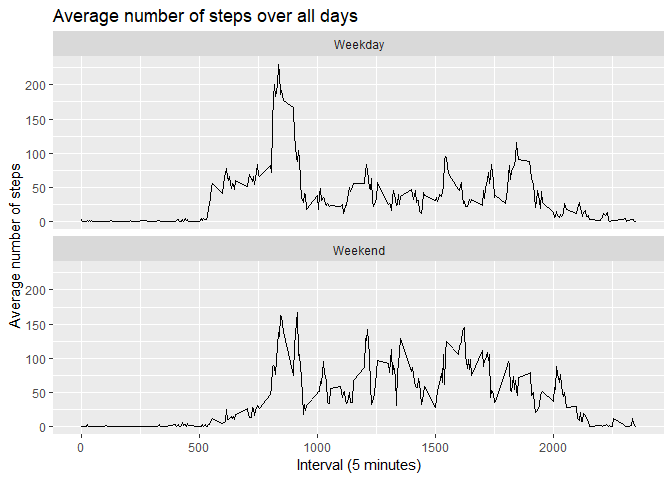 Average number of steps over all days
Weekday
200
150
100
50
0
Average number of steps
Weekend
200
150
100
50
0
0 500 1000 1500 2000
Interval (5 minutes)